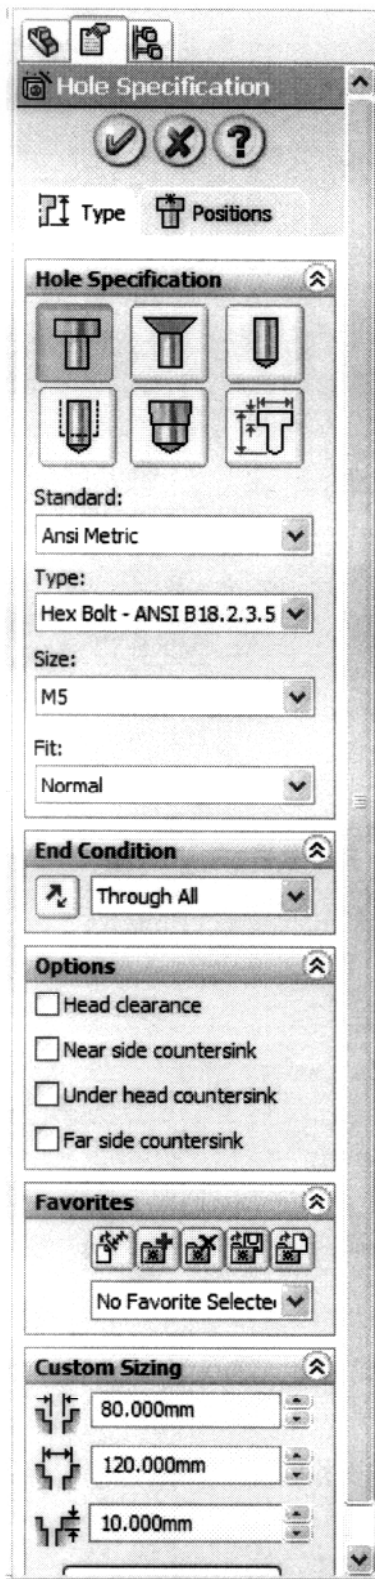 Hole Specification
Type
Positions
Hole Specification
Standard:
Ansi Metric
Type:
Hex Bolt - ANSI B18.2.3.5
Size:
M5
Fit:
Normal
End Condition
Through All
Options
Head clearance
Near side countersink
Under head countersink
Far side countersink
Favorites
No Favorite Selecte
Custom Sizing
80.000mm
120.000mm
10.000mm